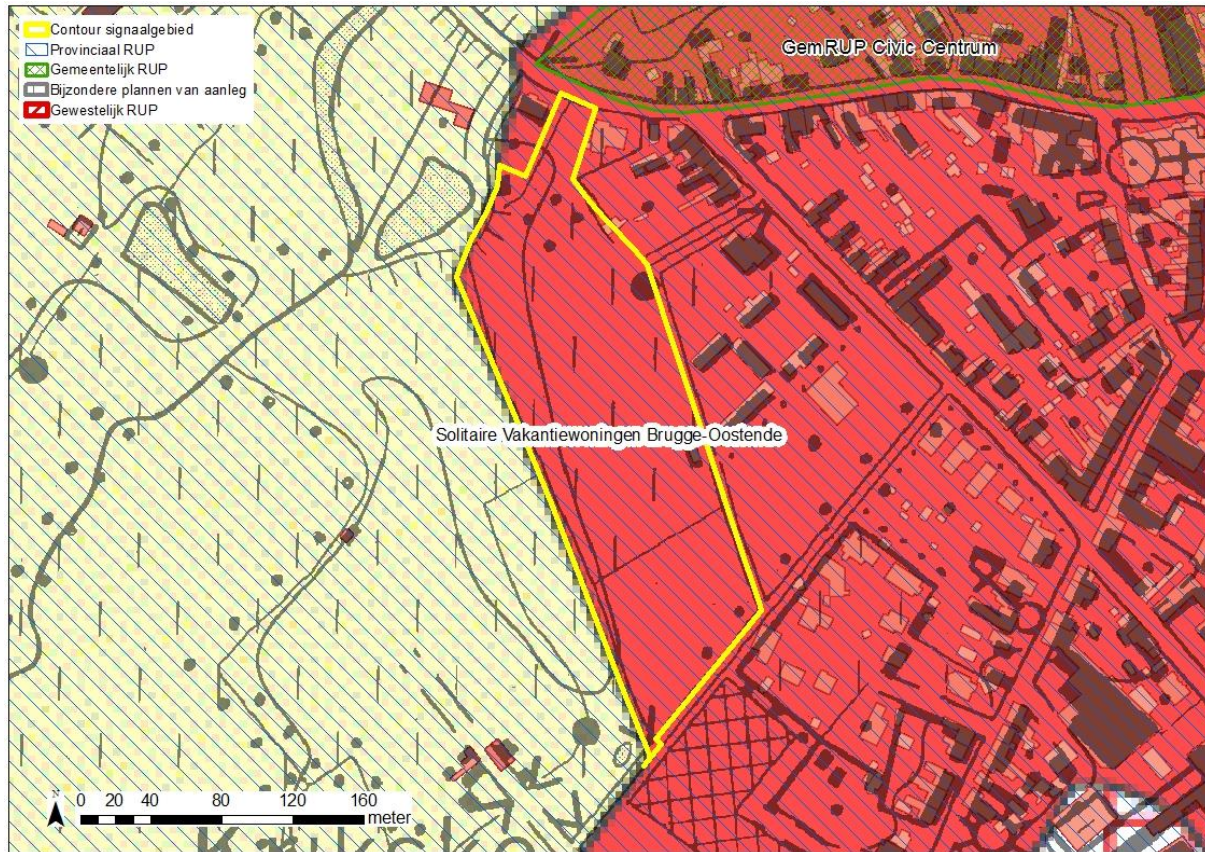 Contour signaalgebied
Provinciaal RUP
Gemeentelijk RUP
Bijzondere plannen van aanleg
Gewestelijk RUP
GemRUP Civic Centrum
Solitaire Vakantiewoningen Brugge-Oostende
N
0 20 40 80 120 160
meter